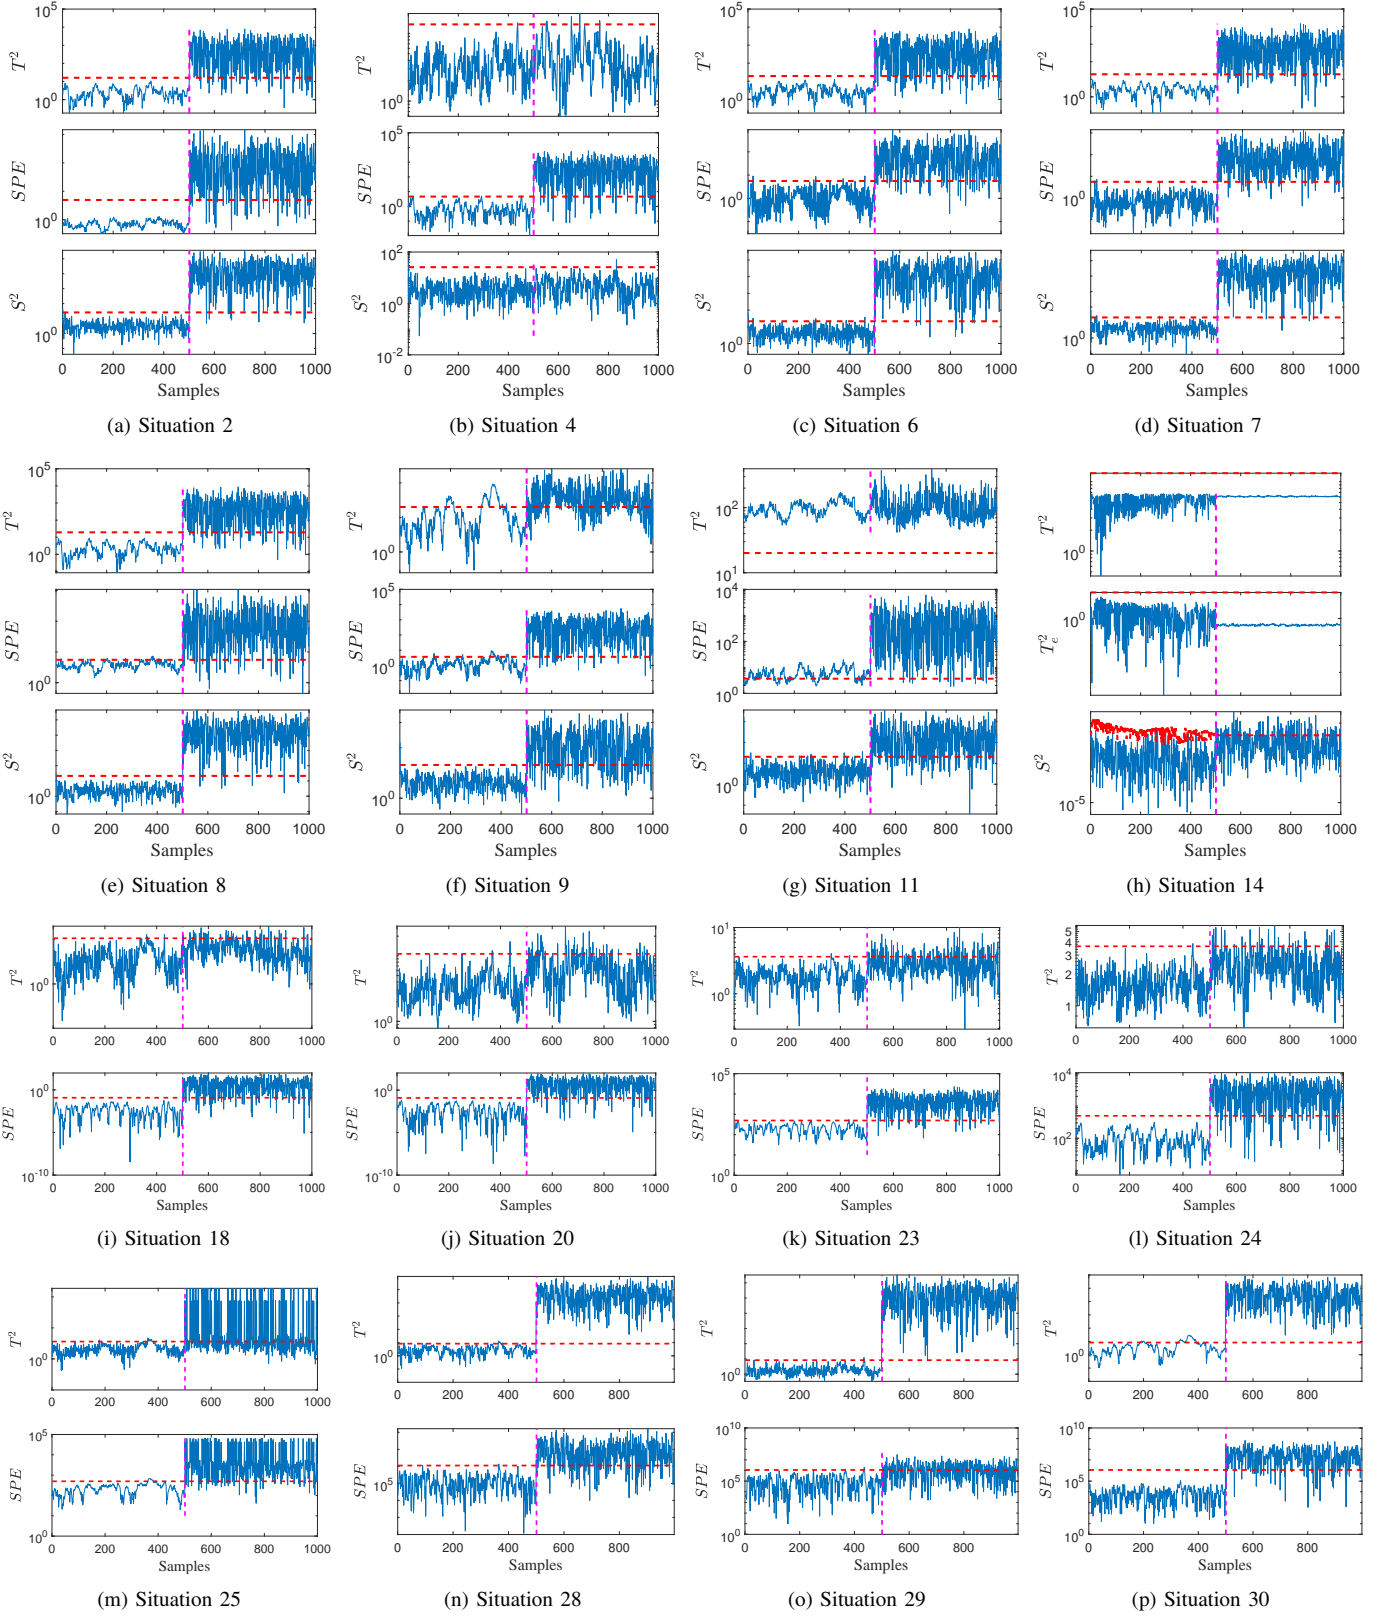 10^5
T^2
10^0
SPE
10^0
S^2
10^0
0 200 400 600 800 1000
Samples
(a) Situation 2
T^2
10^0
10^5
SPE
10^0
10^2
S^2
10^0
10^-2
0 200 400 600 800 1000
Samples
(b) Situation 4
10^5
T^2
10^0
SPE
10^0
S^2
10^0
0 200 400 600 800 1000
Samples
(c) Situation 6
10^5
T^2
10^0
SPE
10^0
S^2
10^0
0 200 400 600 800 1000
Samples
(d) Situation 7
10^5
T^2
10^0
SPE
10^0
S^2
10^0
0 200 400 600 800 1000
Samples
(e) Situation 8
T^2
10^0
10^5
SPE
10^0
S^2
10^0
0 200 400 600 800 1000
Samples
(f) Situation 9
T^2
10^2
10^1
10^4
SPE
10^2
10^0
S^2
10^0
0 200 400 600 800 1000
Samples
(g) Situation 11
T^2
10^0
T_e^2
10^0
S^2
10^-5
0 200 400 600 800 1000
Samples
(h) Situation 14
T^2
10^0
0 200 400 600 800 1000
SPE
10^0
10^-5
10^-10
0 200 400 600 800 1000
Samples
(i) Situation 18
T^2
10^0
0 200 400 600 800 1000
SPE
10^0
10^-5
10^-10
0 200 400 600 800 1000
Samples
(j) Situation 20
10^1
T^2
10^0
0 200 400 600 800 1000
10^5
SPE
10^0
0 200 400 600 800 1000
Samples
(k) Situation 23
5
4
3
T^2
2
1
0 200 400 600 800 1000
10^4
SPE
10^2
0 200 400 600 800 1000
Samples
(l) Situation 24
T^2
10^0
0 200 400 600 800 1000
10^5
SPE
10^0
0 200 400 600 800 1000
Samples
(m) Situation 25
T^2
10^0
0 200 400 600 800
SPE
10^5
0 200 400 600 800
Samples
(n) Situation 28
T^2
10^0
0 200 400 600 800
10^10
SPE
10^5
10^0
0 200 400 600 800
Samples
(o) Situation 29
T^2
10^0
0 200 400 600 800
10^10
SPE
10^5
10^0
0 200 400 600 800
Samples
(p) Situation 30